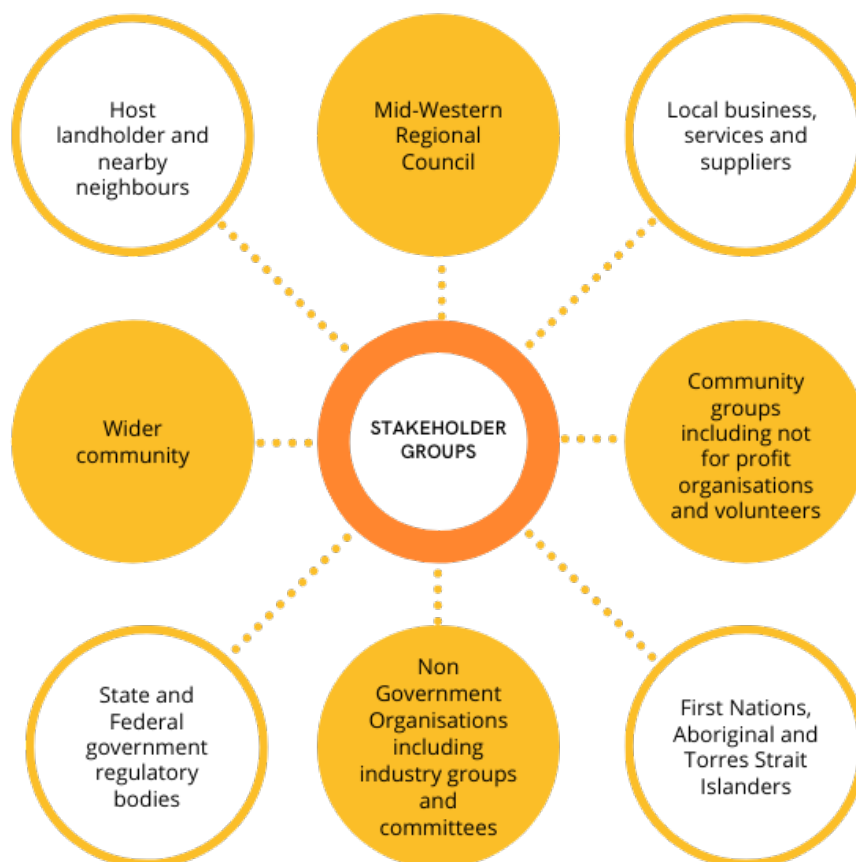 Host
landholder and
nearby
neighbours
Mid-Western
Regional
Council
Local business,
services and
suppliers
Wider
community
STAKEHOLDER
GROUPS
Community
groups
including not
for profit
organisations
and volunteers
State and
Federal
government
regulatory
bodies
Non
Government
Organisations
including
industry groups
and
committees
First Nations,
Aboriginal and
Torres Strait
Islanders